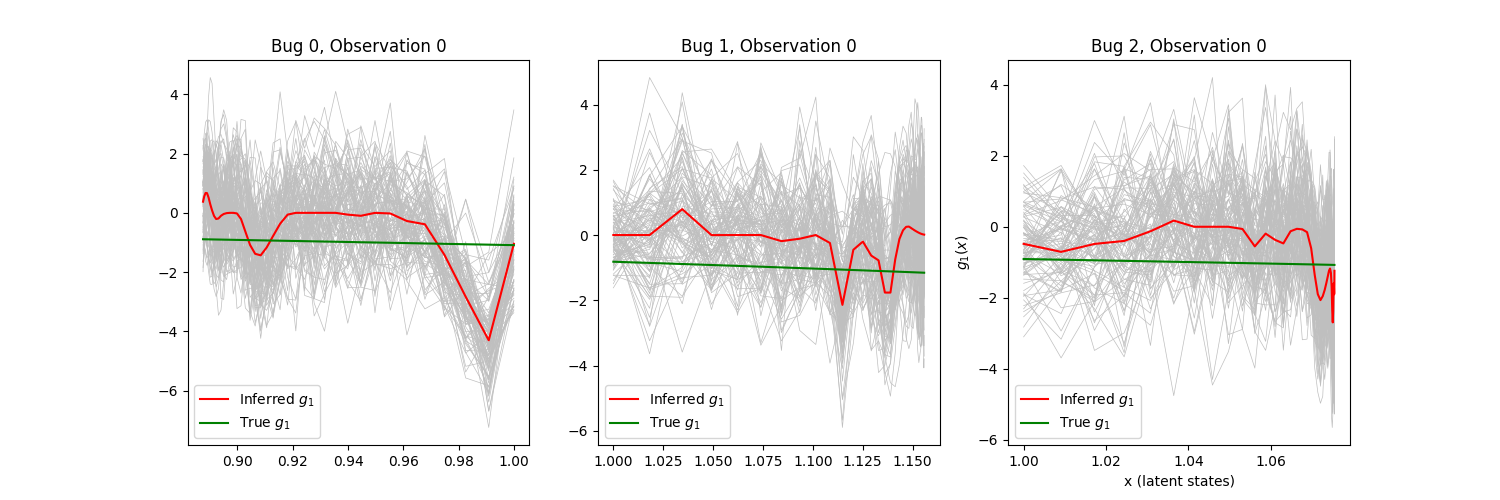 Bug 0, Observation 0
4
2
0
−2
−4
−6
0.90 0.92 0.94 0.96 0.98 1.00
Inferred g₁
True g₁
Bug 1, Observation 0
4
2
0
−2
−4
−6
1.000 1.025 1.050 1.075 1.100 1.125 1.150
Inferred g₁
True g₁
Bug 2, Observation 0
g₁(x)
4
2
0
−2
−4
−6
1.00 1.02 1.04 1.06
x (latent states)
Inferred g₁
True g₁